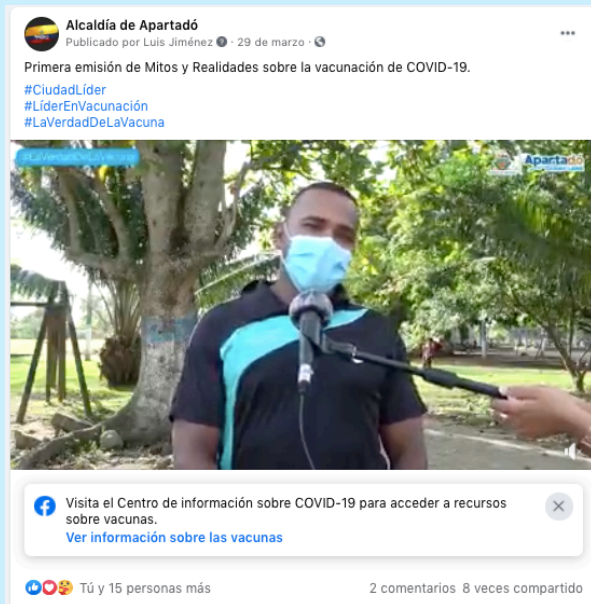 Alcaldía de Apartadó
Publicado por Luis Jiménez · 29 de marzo ·
Primera emisión de Mitos y Realidades sobre la vacunación de COVID-19.
#CiudadLíder
#LíderEnVacunación
#LaVerdadDeLaVacuna
#LaVerdadDeLaVacuna
Apartadó
Visita el Centro de información sobre COVID-19 para acceder a recursos
sobre vacunas.
Ver información sobre las vacunas
Tú y 15 personas más
2 comentarios 8 veces compartido